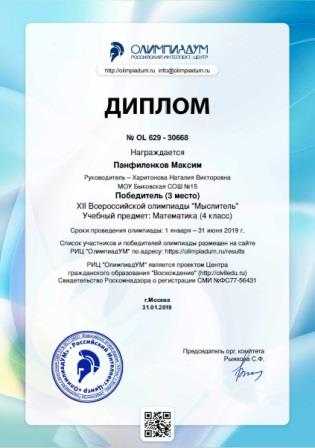 ОЛИМПИАДУМ
РОССИЙСКИЙ ИНТЕЛЛЕКТ-ЦЕНТР
http://olimpiadum.ru info@olimpiadum.ru
ДИПЛОМ
№ OL 629 - 30668
Награждается
Панфиленков Максим
Руководитель – Харитонова Наталия Викторовна
МОУ Быковская СОШ №15
Победитель (3 место)
XII Всероссийской олимпиады "Мыслитель"
Учебный предмет: Математика (4 класс)
Сроки проведения олимпиады: 1 января – 31 июня 2019 г.
Список участников и победителей олимпиады размещен на сайте
РИЦ "ОлимпиадУМ" по адресу: https://olimpiadum.ru/results
РИЦ "ОлимпиадУМ" является проектом Центра
гражданского образования "Восхождение" (http://civiledu.ru)
Свидетельство Роскомнадзора о регистрации СМИ №ФС77-56431
г.Москва
31.01.2019
Председатель орг. комитета
Рыжкова С.Ф.
Российский Интеллект-Центр «ОлимпиадУМ»